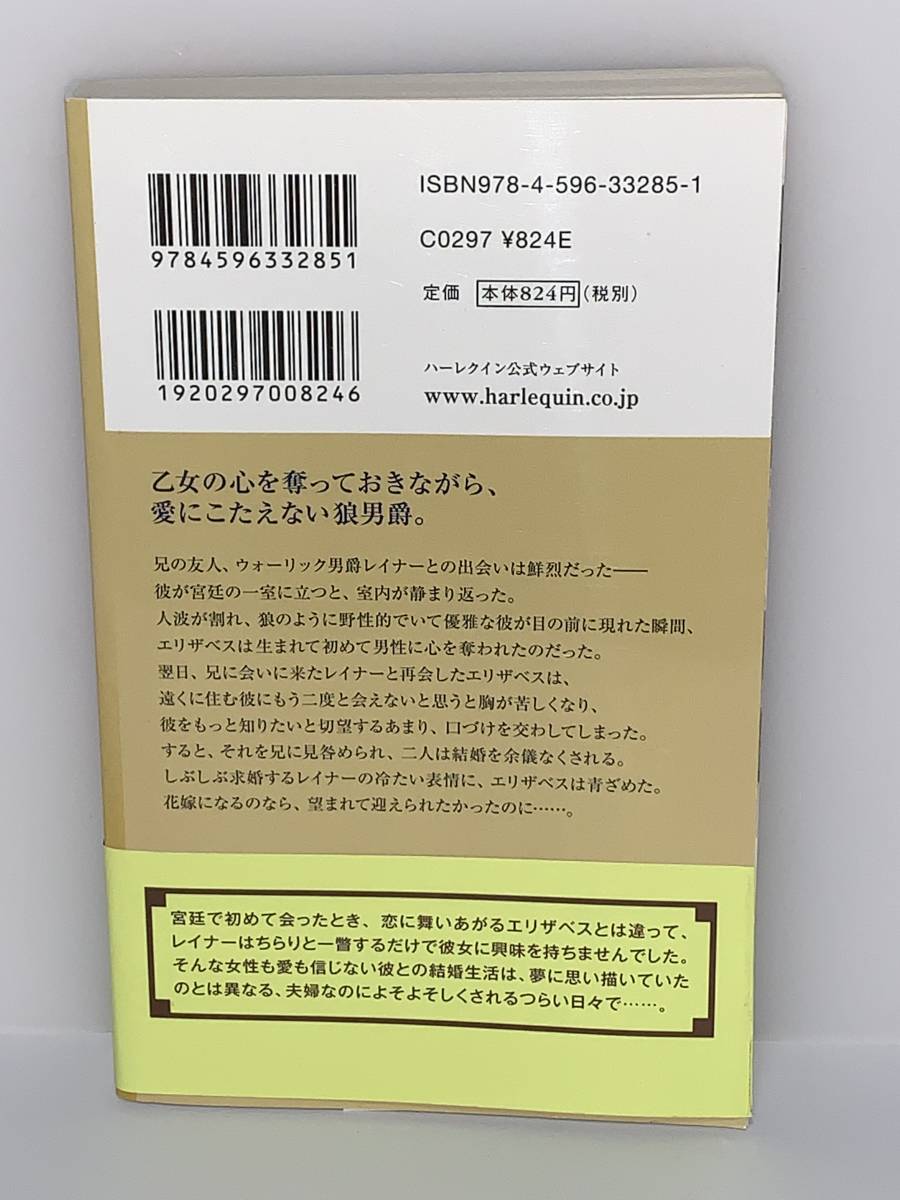 ISBN978-4-596-33285-1
9784596332851
C0297 ¥824E
定価 本体824円(税別)
1920297008246
ハーレクイン公式ウェブサイト
www.harlequin.co.jp
乙女の心を奪っておきながら、
愛にこたえない狼男爵。
兄の友人、ウォーリック男爵レイナーとの出会いは鮮烈だった――
彼が宮廷の一室に立つと、室内が静まり返った。
人波が割れ、狼のように野性的でいて優雅な彼が目の前に現れた瞬間、
エリザベスは生まれて初めて男性に心を奪われたのだった。
翌日、兄に会いに来たレイナーと再会したエリザベスは、
遠くに住む彼にもう二度と会えないと思うと胸が苦しくなり、
彼をもっと知りたいと切望するあまり、口づけを交わしてしまった。
すると、それを兄に見咎められ、二人は結婚を余儀なくされる。
しぶしぶ求婚するレイナーの冷たい表情に、エリザベスは青ざめた。
花嫁になるのなら、望まれて迎えられたかったのに……。
宮廷で初めて会ったとき、恋に舞いあがるエリザベスとは違って、
レイナーはちらりと一瞥するだけで彼女に興味を持ちませんでした。
そんな女性も愛も信じない彼との結婚生活は、夢に思い描いていた
のとは異なる、夫婦なのによそよそしくされるつらい日々で……。